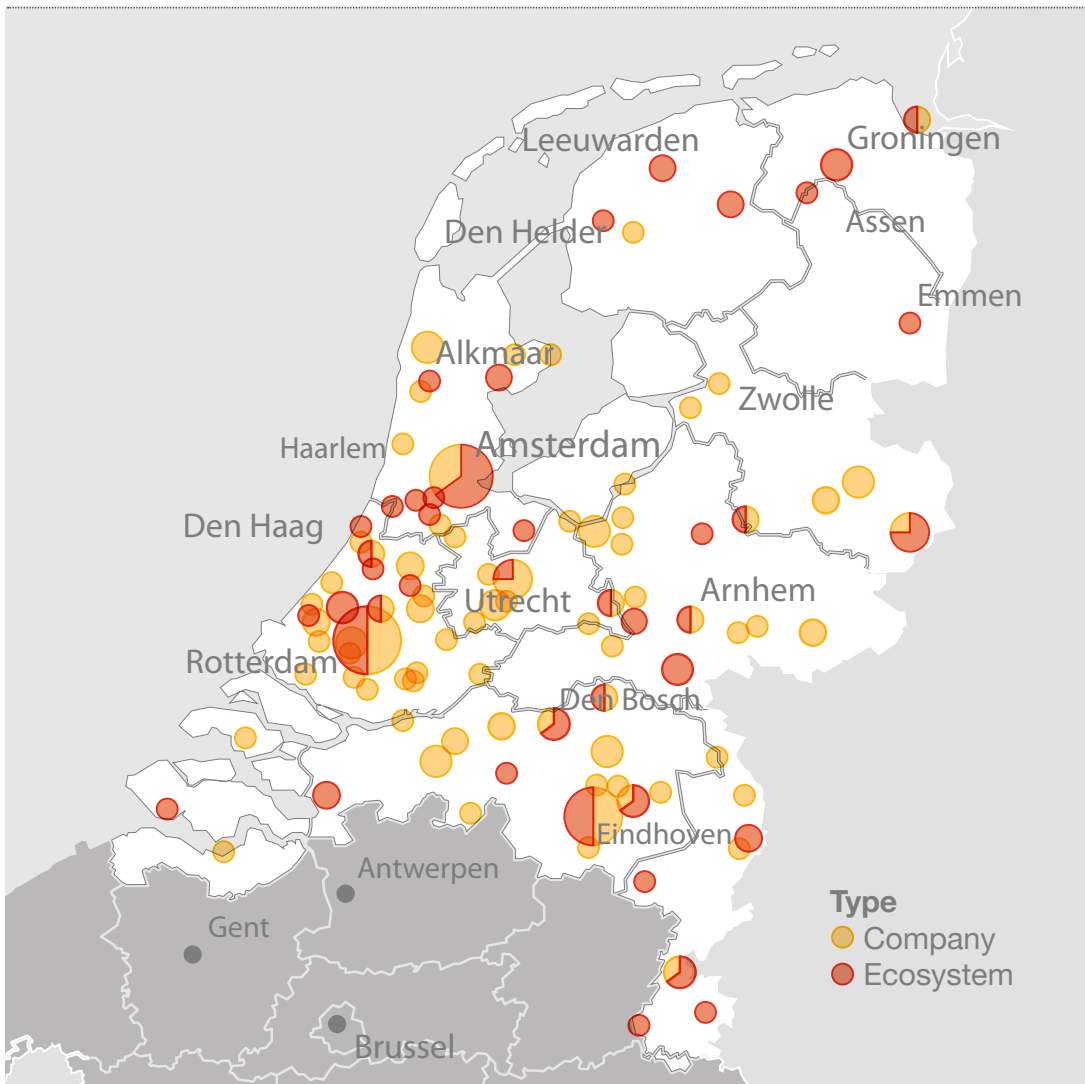 Leeuwarden
Groningen
Den Helder
Assen
Emmen
Alkmaar
Zwolle
Haarlem
Amsterdam
Den Haag
Utrecht
Arnhem
Rotterdam
Den Bosch
Eindhoven
Antwerpen
Gent
Brussel
Type
Company
Ecosystem